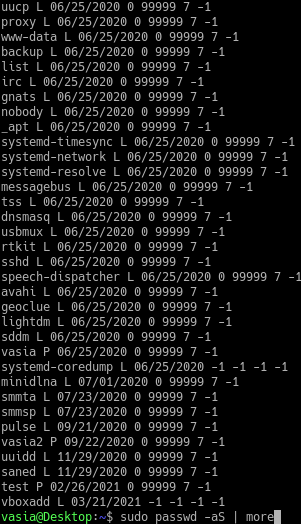 uucp L 06/25/2020 0 99999 7 -1
proxy L 06/25/2020 0 99999 7 -1
www-data L 06/25/2020 0 99999 7 -1
backup L 06/25/2020 0 99999 7 -1
list L 06/25/2020 0 99999 7 -1
irc L 06/25/2020 0 99999 7 -1
gnats L 06/25/2020 0 99999 7 -1
nobody L 06/25/2020 0 99999 7 -1
_apt L 06/25/2020 0 99999 7 -1
systemd-timesync L 06/25/2020 0 99999 7 -1
systemd-network L 06/25/2020 0 99999 7 -1
systemd-resolve L 06/25/2020 0 99999 7 -1
messagebus L 06/25/2020 0 99999 7 -1
tss L 06/25/2020 0 99999 7 -1
dnsmasq L 06/25/2020 0 99999 7 -1
usbmux L 06/25/2020 0 99999 7 -1
rtkit L 06/25/2020 0 99999 7 -1
sshd L 06/25/2020 0 99999 7 -1
speech-dispatcher L 06/25/2020 0 99999 7 -1
avahi L 06/25/2020 0 99999 7 -1
geoclue L 06/25/2020 0 99999 7 -1
lightdm L 06/25/2020 0 99999 7 -1
sddm L 06/25/2020 0 99999 7 -1
vasia P 06/25/2020 0 99999 7 -1
systemd-coredump L 06/25/2020 -1 -1 -1 -1
minidlna L 07/01/2020 0 99999 7 -1
smmta L 07/23/2020 0 99999 7 -1
smmsp L 07/23/2020 0 99999 7 -1
pulse L 09/21/2020 0 99999 7 -1
vasia2 P 09/22/2020 0 99999 7 -1
uuidd L 11/29/2020 0 99999 7 -1
saned L 11/29/2020 0 99999 7 -1
test P 02/26/2021 0 99999 7 -1
vboxadd L 03/21/2021 -1 -1 -1 -1
vasia@Desktop:~$ sudo passwd -aS | more